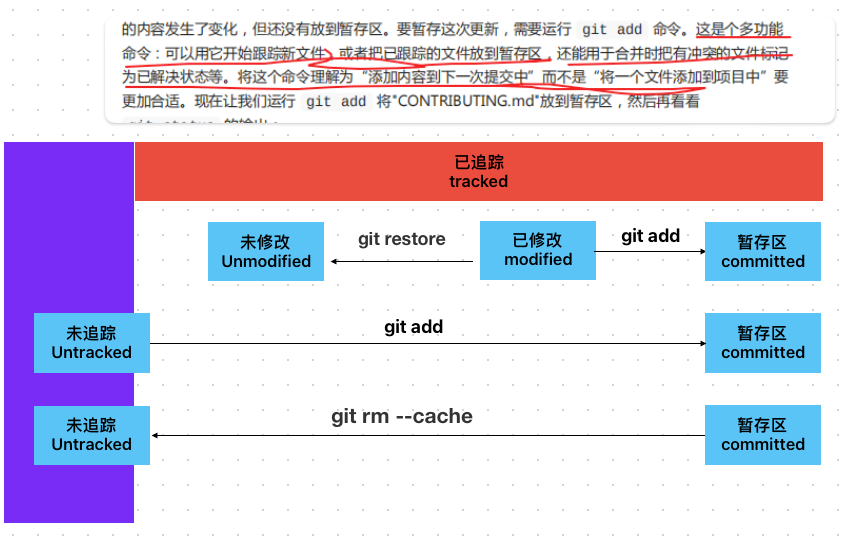 的内容发生了变化，但还没有放到暂存区。要暂存这次更新，需要运行 git add 命令。这是个多功能
命令：可以用它开始跟踪新文件，或者把已跟踪的文件放到暂存区，还能用于合并时把有冲突的文件标记
为已解决状态等。将这个命令理解为“添加内容到下一次提交中”而不是“将一个文件添加到项目中”要
更加合适。现在让我们运行 git add 将"CONTRIBUTING.md"放到暂存区，然后再看看
git status 的输出：
已追踪
tracked
未修改
Unmodified
git restore
已修改
modified
git add
暂存区
committed
未追踪
Untracked
git add
暂存区
committed
未追踪
Untracked
git rm --cache
暂存区
committed